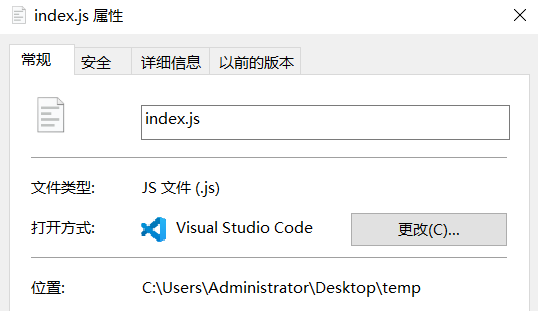 index.js 属性
常规 安全 详细信息 以前的版本
index.js
文件类型: JS 文件 (.js)
打开方式: Visual Studio Code 更改(C)...
位置: C:\Users\Administrator\Desktop\temp